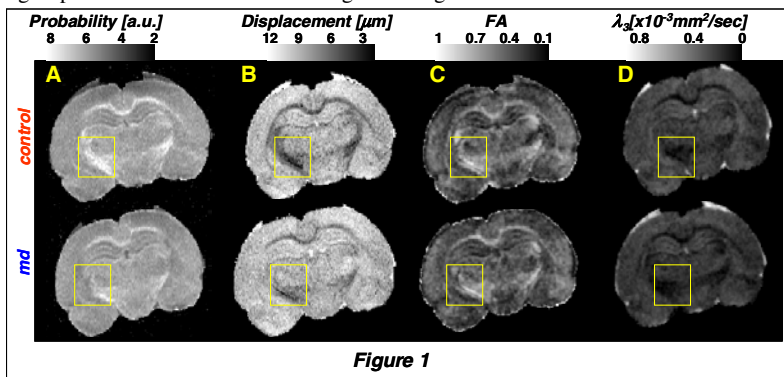 Probability [a.u.] Displacement [μm] FA λ3[x10-3mm2/sec]
8 6 4 2 12 9 6 3 1 0.7 0.4 0.1 0.8 0.4 0
A B C D
control
md
Figure 1